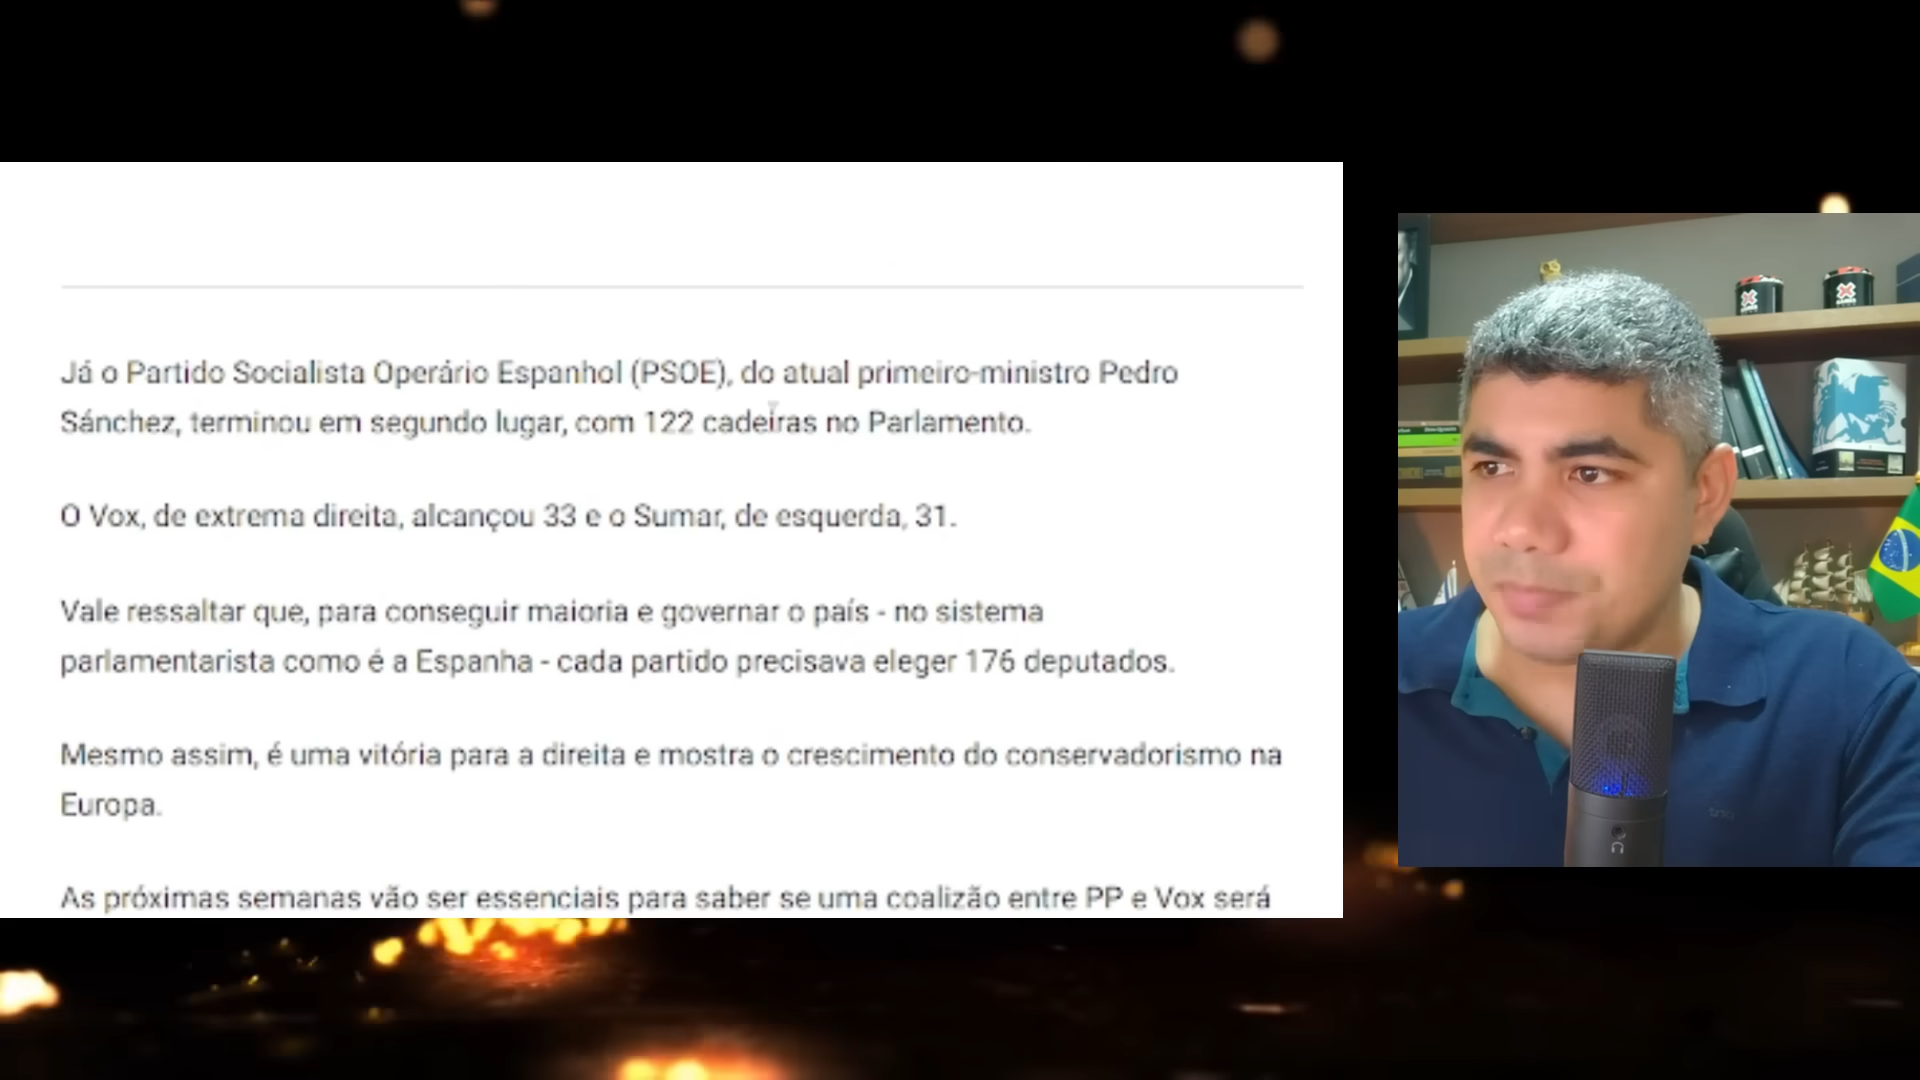 Já o Partido Socialista Operário Espanhol (PSOE), do atual primeiro-ministro Pedro
Sánchez, terminou em segundo lugar, com 122 cadeiras no Parlamento.
O Vox, de extrema direita, alcançou 33 e o Sumar, de esquerda, 31.
Vale ressaltar que, para conseguir maioria e governar o país - no sistema
parlamentarista como é a Espanha - cada partido precisava eleger 176 deputados.
Mesmo assim, é uma vitória para a direita e mostra o crescimento do conservadorismo na
Europa.
As próximas semanas vão ser essenciais para saber se uma coalizão entre PP e Vox será